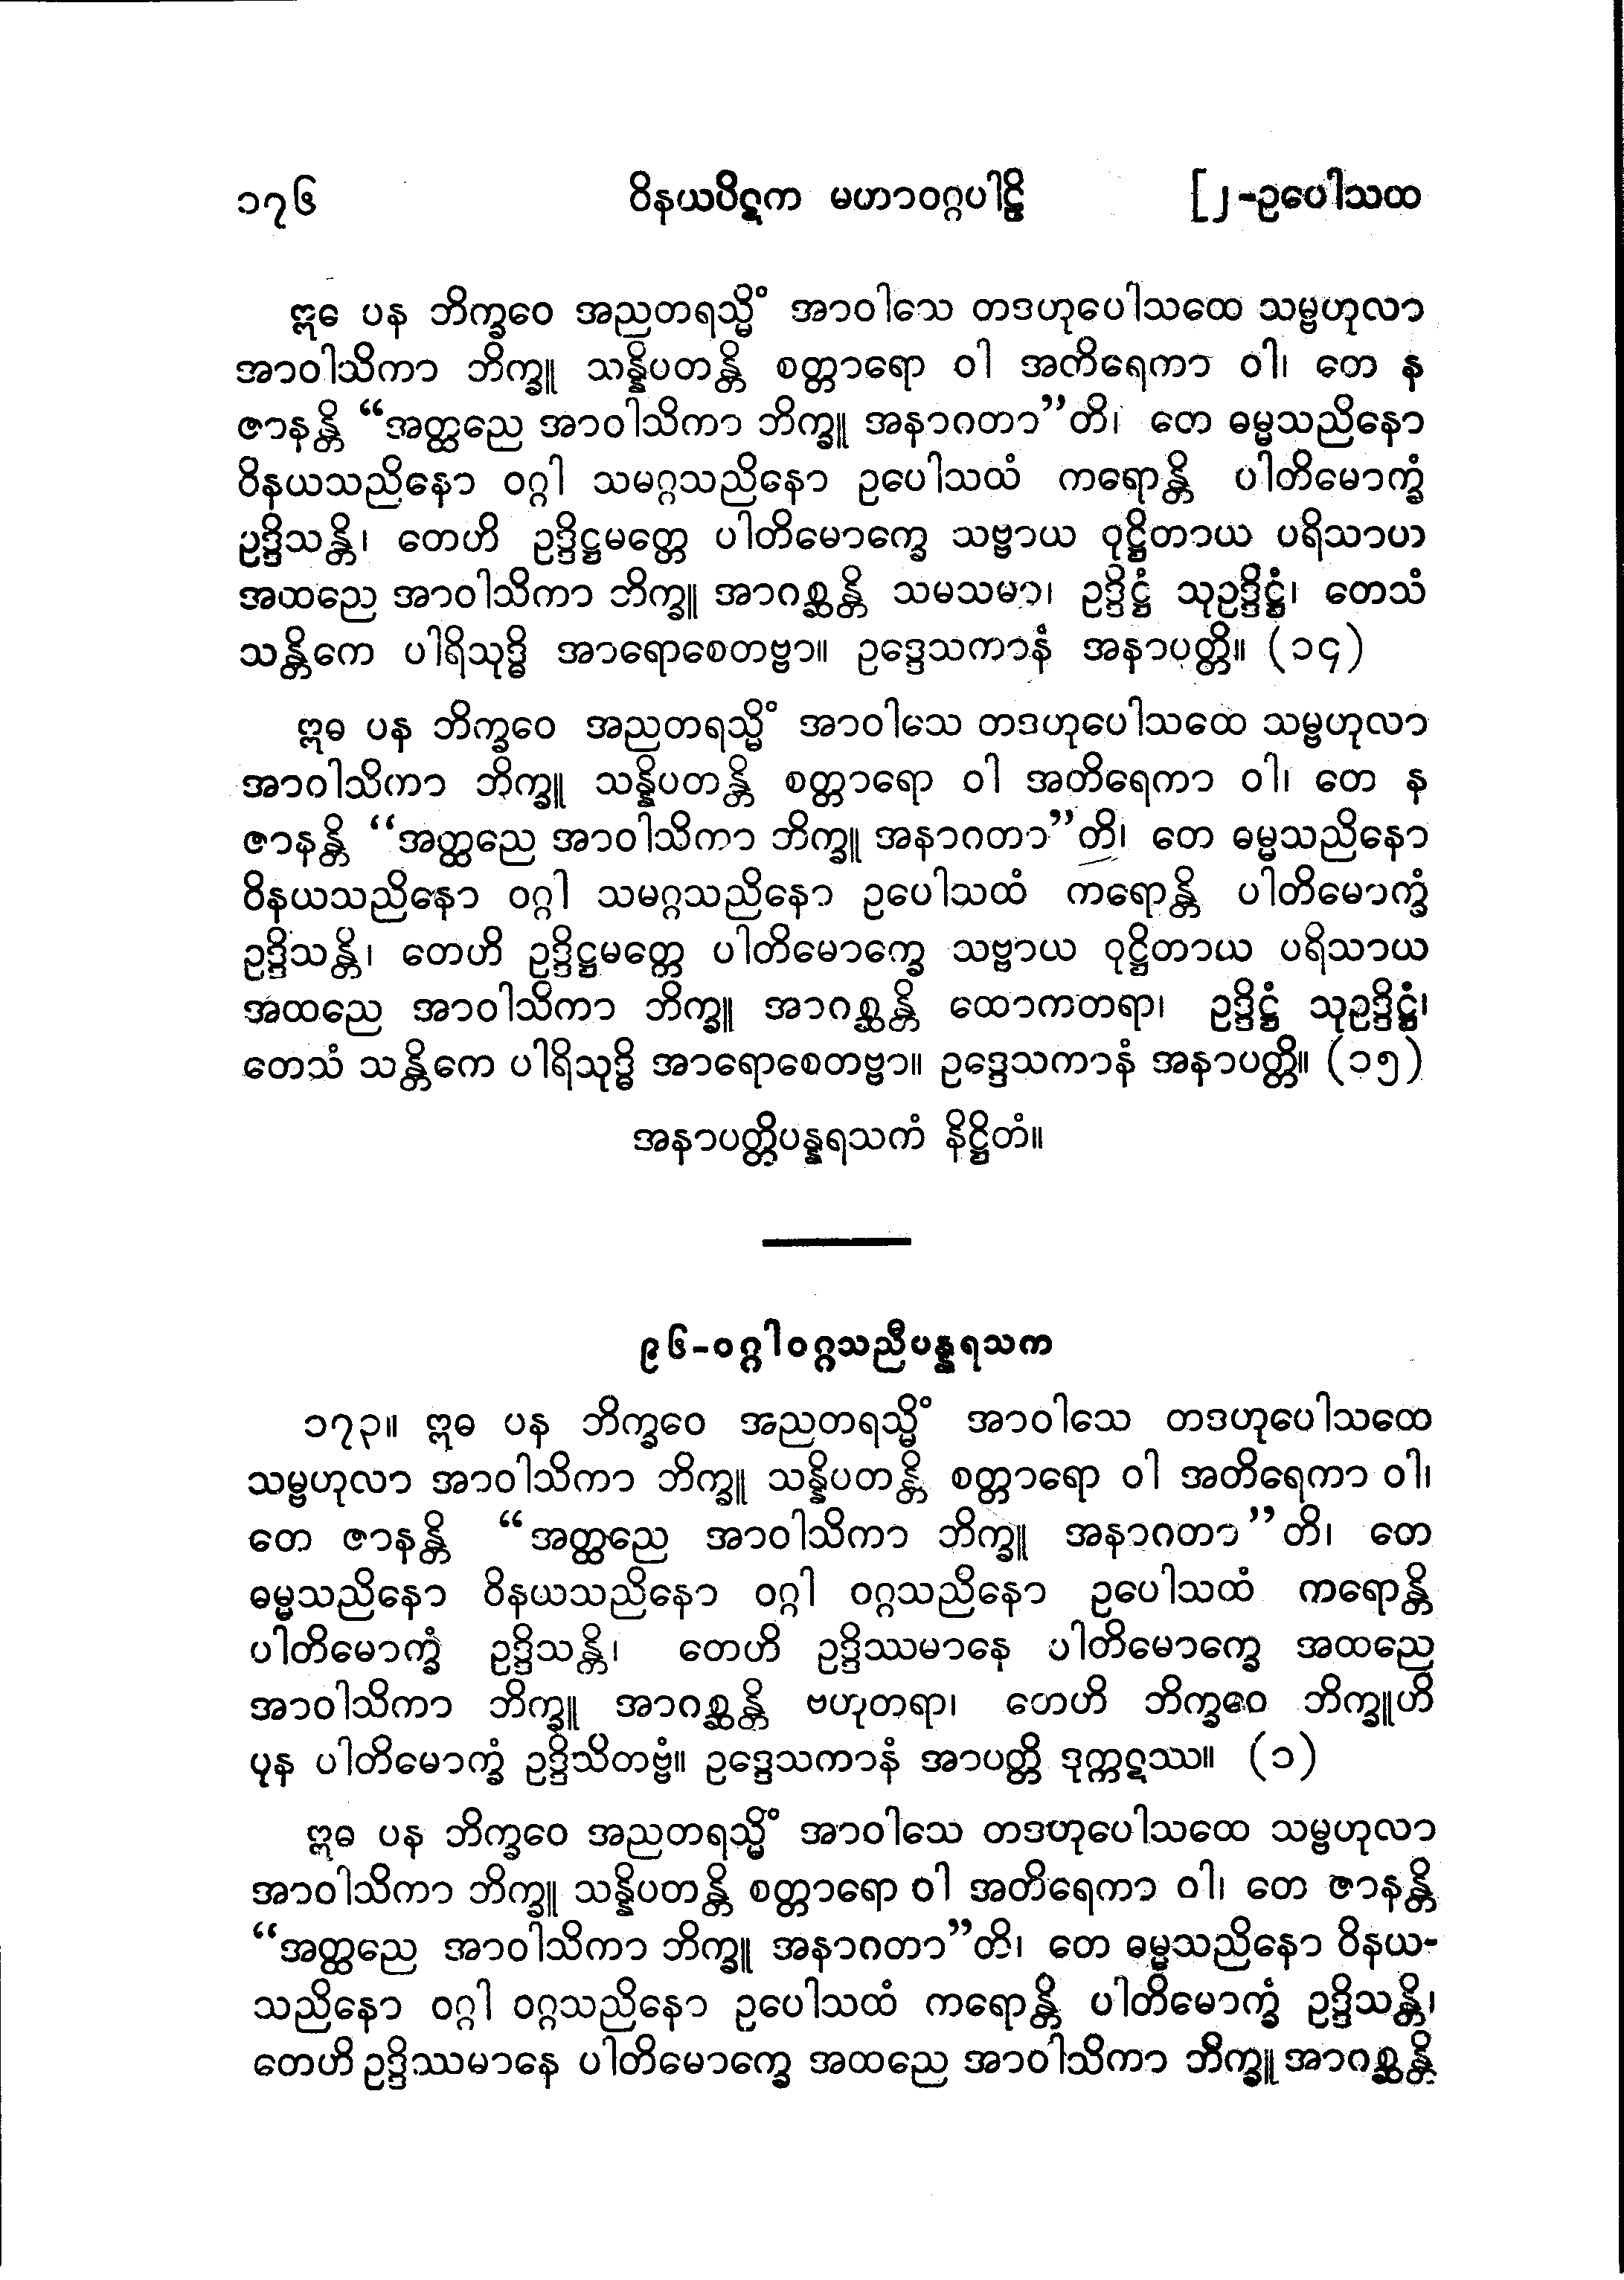 ၁၇၆ ဝိနယပိဋက မဟာဝဂ္ဂပါဠိ [၂-ဥပေါသထ
ဣဓ ပန ဘိက္ခဝေ အညတရသ္မိံ အာဝါသေ တဒဟုပေါသထေ သမ္ဗဟုလာ
အာဝါသိကာ ဘိက္ခူ သန္နိပတန္တိ စတ္တာရော ဝါ အတိရေကာ ဝါ၊ တေ န
ဇာနန္တိ “အတ္ထညေ အာဝါသိကာ ဘိက္ခူ အနာဂတာ”တိ၊ တေ ဓမ္မသညိနော
ဝိနယသညိနော ဝဂ္ဂါ သမဂ္ဂသညိနော ဥပေါသထံ ကရောန္တိ ပါတိမောက္ခံ
ဥဒ္ဒိသန္တိ၊ တေဟိ ဥဒ္ဒိဋ္ဌမတ္တေ ပါတိမောက္ခေ သဗ္ဗာယ ဝုဋ္ဌိတာယ ပရိသာယ
အထညေ အာဝါသိကာ ဘိက္ခူ အာဂစ္ဆန္တိ သမသမာ၊ ဥဒ္ဒိဋ္ဌံ သုဥဒ္ဒိဋ္ဌံ၊ တေသံ
သန္တိကေ ပါရိသုဒ္ဓိ အာရောစေတဗ္ဗာ။ ဥဒ္ဒေသကာနံ အနာပတ္တိ။ (၁၄)
ဣဓ ပန ဘိက္ခဝေ အညတရသ္မိံ အာဝါသေ တဒဟုပေါသထေ သမ္ဗဟုလာ
အာဝါသိကာ ဘိက္ခူ သန္နိပတန္တိ စတ္တာရော ဝါ အတိရေကာ ဝါ၊ တေ န
ဇာနန္တိ “အတ္ထညေ အာဝါသိကာ ဘိက္ခူ အနာဂတာ”တိ၊ တေ ဓမ္မသညိနော
ဝိနယသညိနော ဝဂ္ဂါ သမဂ္ဂသညိနော ဥပေါသထံ ကရောန္တိ ပါတိမောက္ခံ
ဥဒ္ဒိသန္တိ၊ တေဟိ ဥဒ္ဒိဋ္ဌမတ္တေ ပါတိမောက္ခေ သဗ္ဗာယ ဝုဋ္ဌိတာယ ပရိသာယ
အထညေ အာဝါသိကာ ဘိက္ခူ အာဂစ္ဆန္တိ ထောကတရာ၊ ဥဒ္ဒိဋ္ဌံ သုဥဒ္ဒိဋ္ဌံ၊
တေသံ သန္တိကေ ပါရိသုဒ္ဓိ အာရောစေတဗ္ဗာ။ ဥဒ္ဒေသကာနံ အနာပတ္တိ။ (၁၅)
အနာပတ္တိပန္နရသကံ နိဋ္ဌိတံ။
၉၆-ဝဂ္ဂါဝဂ္ဂသညီပန္နရသက
၁၇၃။ ဣဓ ပန ဘိက္ခဝေ အညတရသ္မိံ အာဝါသေ တဒဟုပေါသထေ
သမ္ဗဟုလာ အာဝါသိကာ ဘိက္ခူ သန္နိပတန္တိ စတ္တာရော ဝါ အတိရေကာ ဝါ၊
တေ ဇာနန္တိ “အတ္ထညေ အာဝါသိကာ ဘိက္ခူ အနာဂတာ”တိ၊ တေ
ဓမ္မသညိနော ဝိနယသညိနော ဝဂ္ဂါ ဝဂ္ဂသညိနော ဥပေါသထံ ကရောန္တိ
ပါတိမောက္ခံ ဥဒ္ဒိသန္တိ၊ တေဟိ ဥဒ္ဒိဿမာနေ ပါတိမောက္ခေ အထညေ
အာဝါသိကာ ဘိက္ခူ အာဂစ္ဆန္တိ ဗဟုတရာ၊ တေဟိ ဘိက္ခဝေ ဘိက္ခူဟိ
ပုန ပါတိမောက္ခံ ဥဒ္ဒိသိတဗ္ဗံ။ ဥဒ္ဒေသကာနံ အာပတ္တိ ဒုက္ကဋဿ။ (၁)
ဣဓ ပန ဘိက္ခဝေ အညတရသ္မိံ အာဝါသေ တဒဟုပေါသထေ သမ္ဗဟုလာ
အာဝါသိကာ ဘိက္ခူ သန္နိပတန္တိ စတ္တာရော ဝါ အတိရေကာ ဝါ၊ တေ ဇာနန္တိ
“အတ္ထညေ အာဝါသိကာ ဘိက္ခူ အနာဂတာ”တိ၊ တေ ဓမ္မသညိနော ဝိနယ-
သညိနော ဝဂ္ဂါ ဝဂ္ဂသညိနော ဥပေါသထံ ကရောန္တိ ပါတိမောက္ခံ ဥဒ္ဒိသန္တိ၊
တေဟိ ဥဒ္ဒိဿမာနေ ပါတိမောက္ခေ အထညေ အာဝါသိကာ ဘိက္ခူ အာဂစ္ဆန္တိ